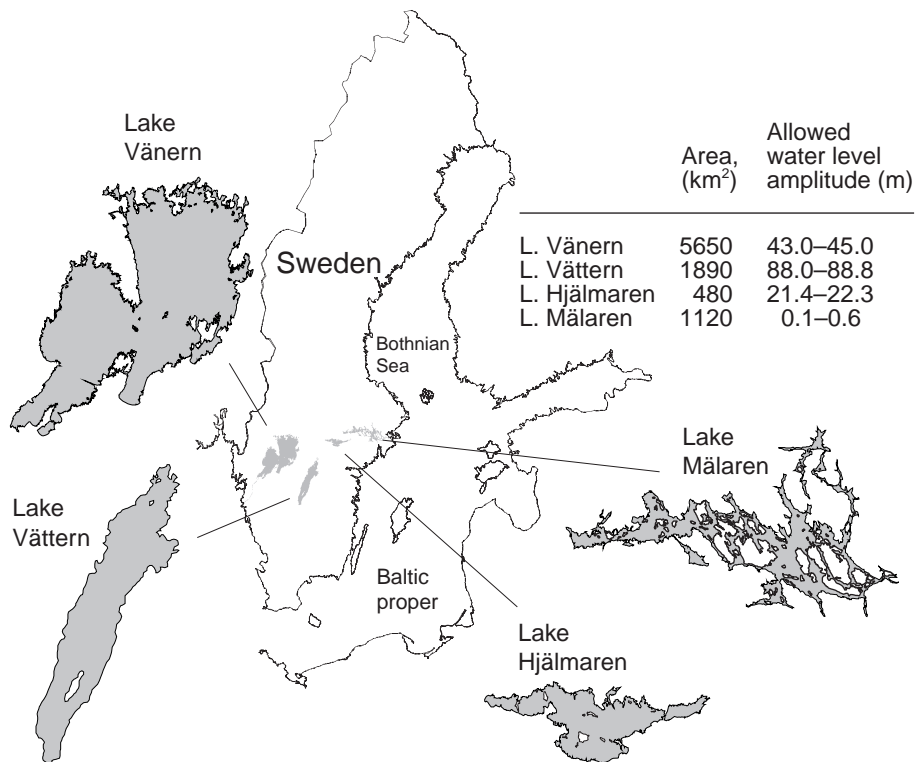 Lake
Vänern
Area,
(km²)
Allowed
water level
amplitude (m)
L. Vänern 5650 43.0–45.0
L. Vättern 1890 88.0–88.8
L. Hjälmaren 480 21.4–22.3
L. Mälaren 1120 0.1–0.6
Sweden
Bothnian
Sea
Lake
Mälaren
Lake
Vättern
Baltic
proper
Lake
Hjälmaren